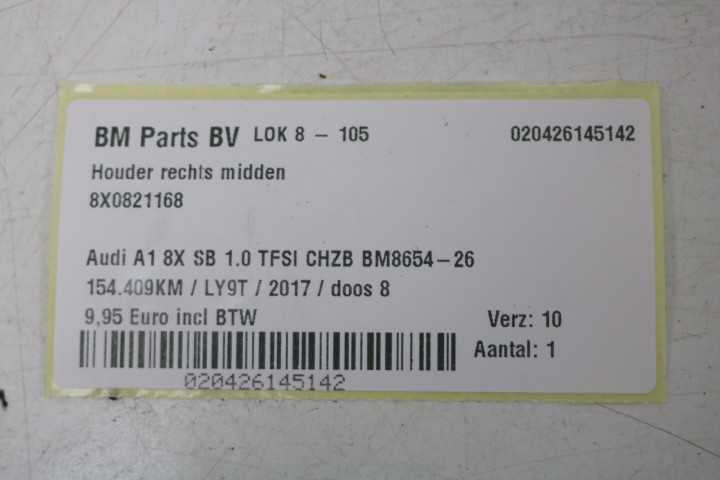 BM Parts BV LOK 8 - 105 020426145142
Houder rechts midden
8X0821168
Audi A1 8X SB 1.0 TFSI CHZB BM8654-26
154.409KM / LY9T / 2017 / doos 8
9,95 Euro incl BTW Verz: 10
Aantal: 1
020426145142